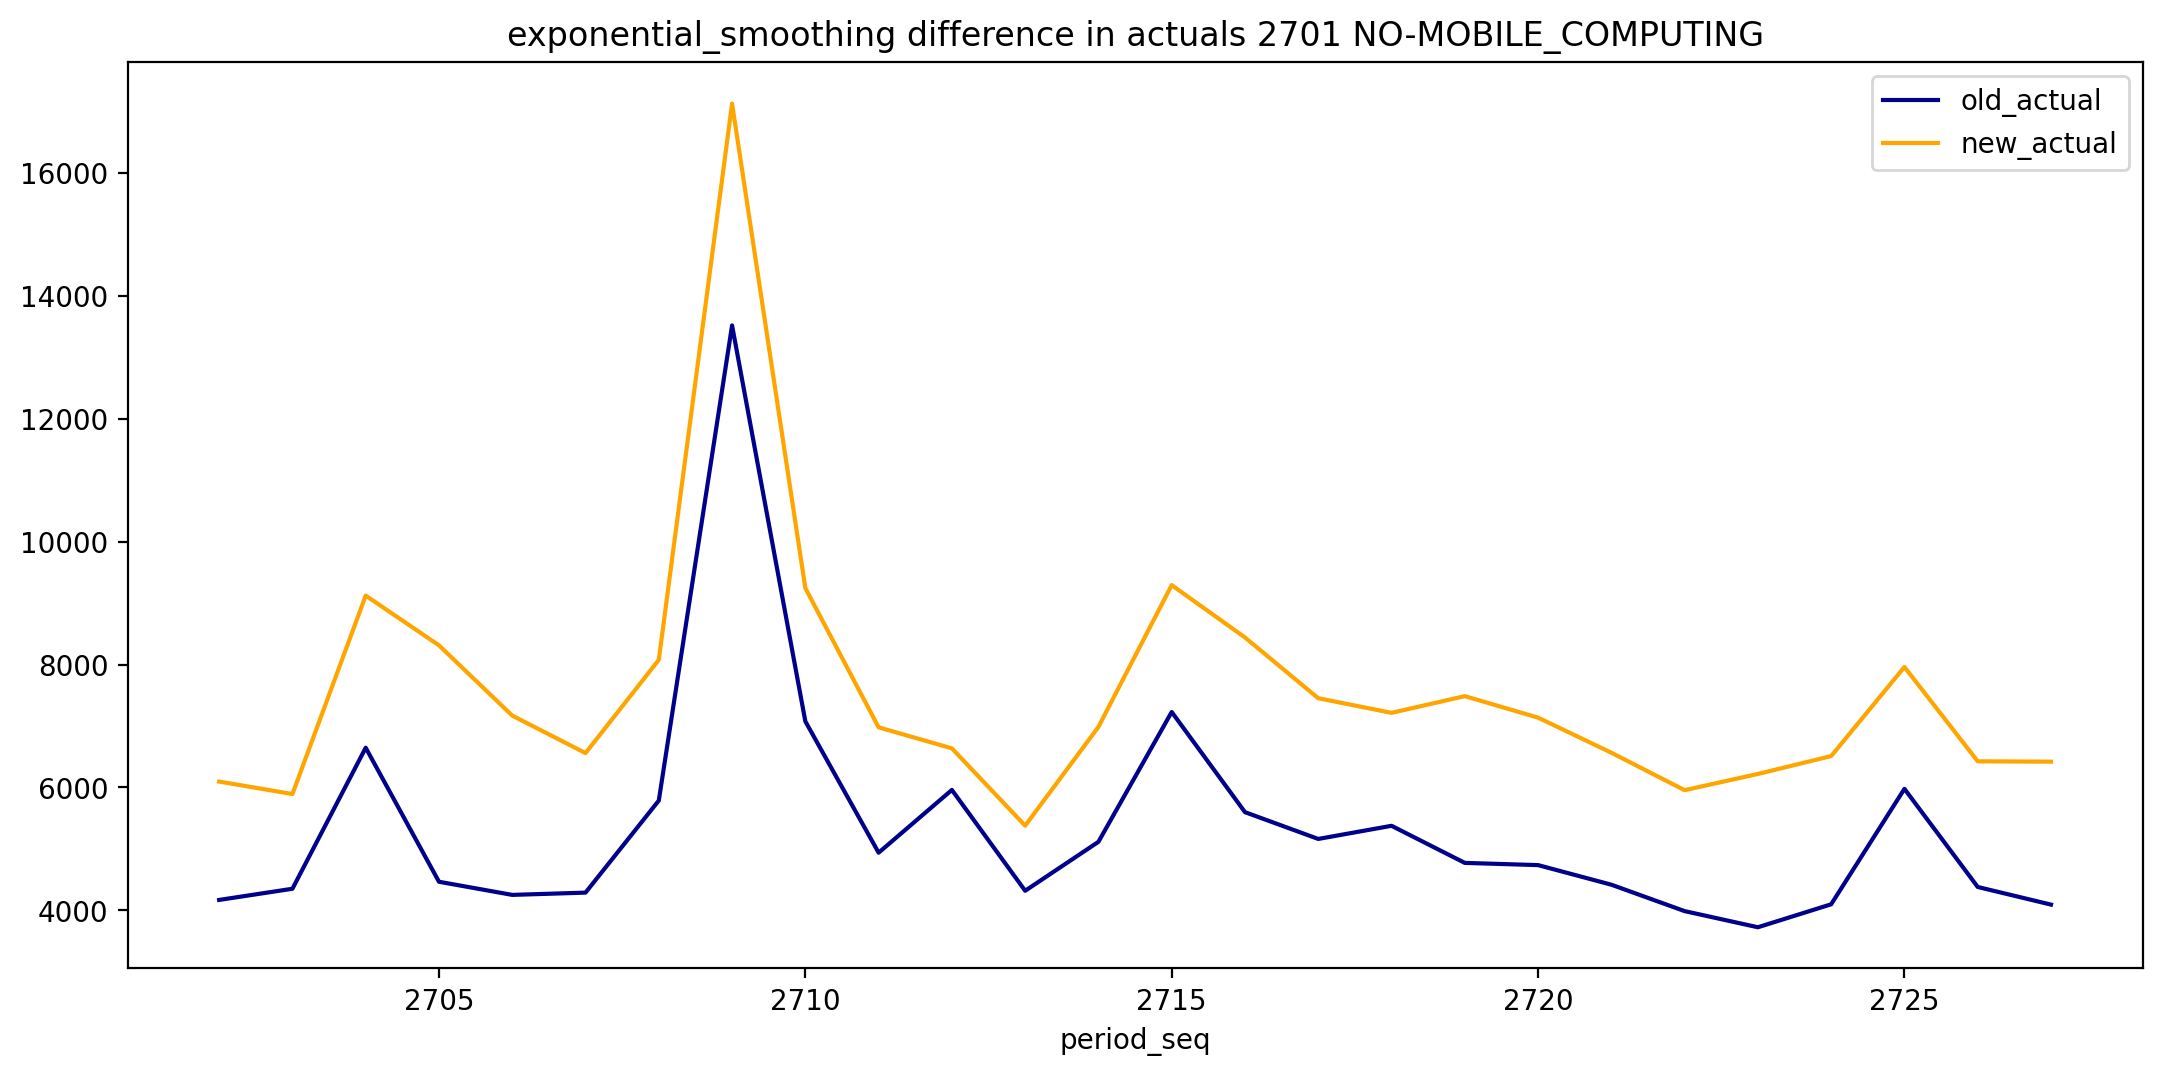 exponential_smoothing difference in actuals 2701 NO-MOBILE_COMPUTING
old_actual
new_actual
16000
14000
12000
10000
8000
6000
4000
2705 2710 2715 2720 2725
period_seq